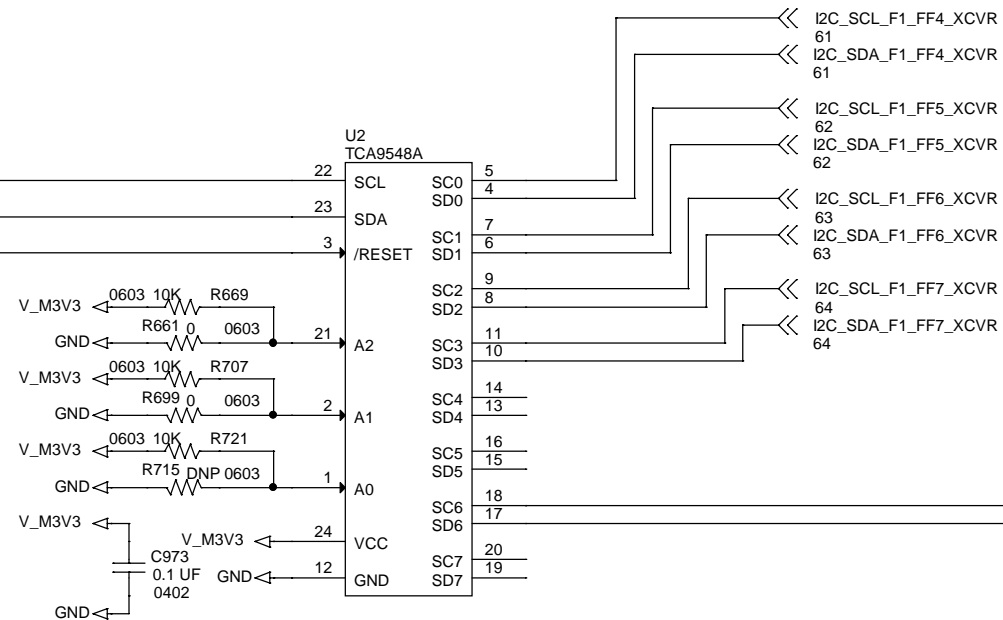 I2C_SCL_F1_FF4_XCVR
61
I2C_SDA_F1_FF4_XCVR
61
I2C_SCL_F1_FF5_XCVR
62
I2C_SDA_F1_FF5_XCVR
62
I2C_SCL_F1_FF6_XCVR
63
I2C_SDA_F1_FF6_XCVR
63
I2C_SCL_F1_FF7_XCVR
64
I2C_SDA_F1_FF7_XCVR
64
U2
TCA9548A
22 SCL SC0 5
SD0 4
23 SDA
SC1 7
3 /RESET SD1 6
SC2 9
SD2 8
V_M3V3 0603 10K R669
GND R661 0 0603 21 A2 SC3 11
SD3 10
V_M3V3 0603 10K R707
SC4 14
GND R699 0 0603 2 A1 SD4 13
V_M3V3 0603 10K R721 SC5 16
SD5 15
GND R715 DNP 0603 1 A0
SC6 18
V_M3V3 SD6 17
V_M3V3 24 VCC
C973 SC7 20
0.1 UF GND 12 GND SD7 19
0402
GND